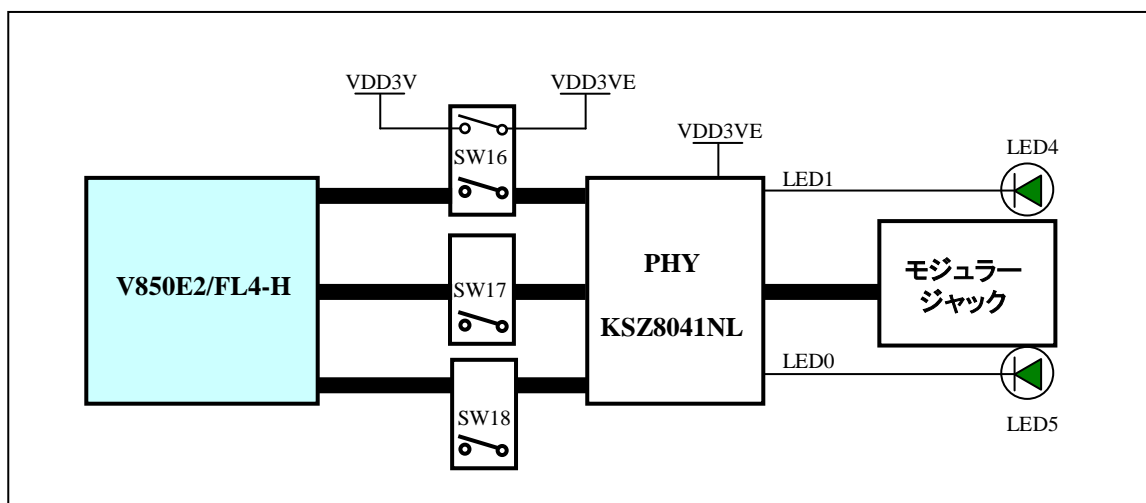 VDD3V
VDD3VE
SW16
VDD3VE
LED4
LED1
V850E2/FL4-H
SW17
PHY
KSZ8041NL
モジュラー
ジャック
LED0
SW18
LED5